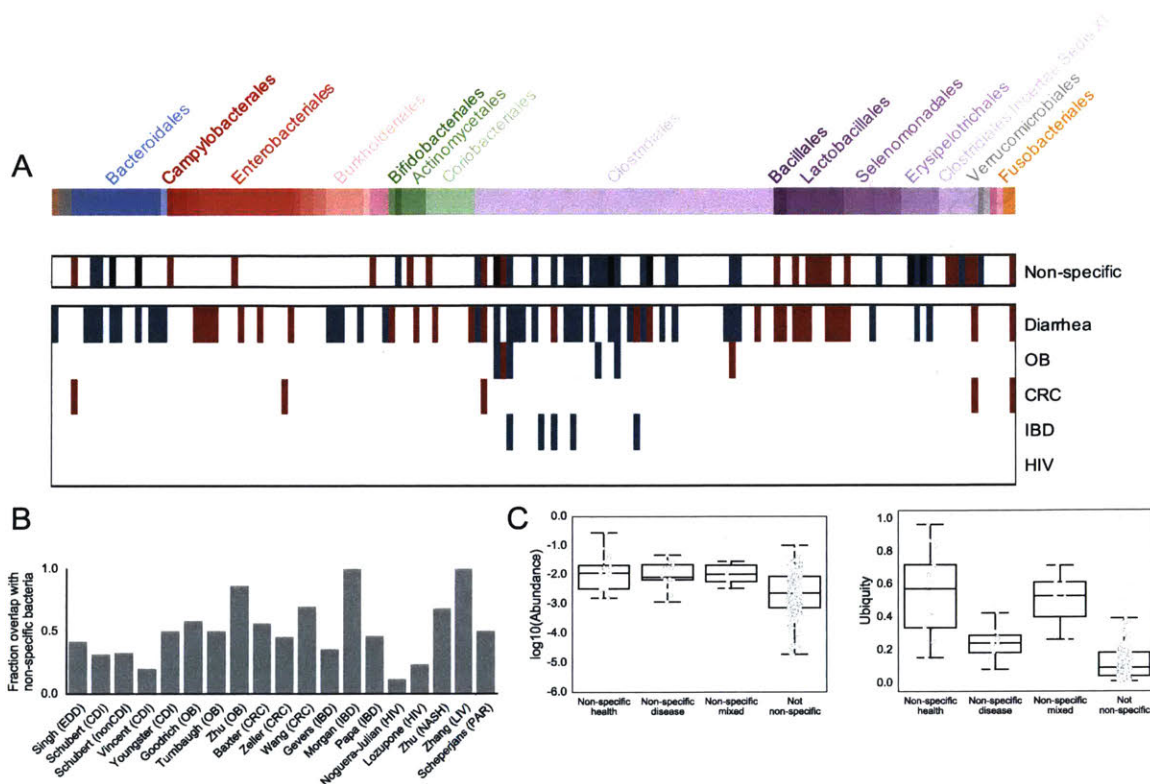 Bacteroidales
Campylobacterales
Enterobacteriales
Burkholderiales
Bifidobacteriales
Actinomycetales
Coriobacteriales
Clostridiales
Bacillales
Lactobacillales
Selenomonadales
Erysipelotrichales
Clostridiales Incertae Sedis XI
Verrucomicrobiales
Fusobacteriales
A
Non-specific
Diarrhea
OB
CRC
IBD
HIV
B
Fraction overlap with
non-specific bacteria
1.0
0.5
0.0
Singh (EDD)
Schubert (CDI)
Schubert (nonCDI)
Vincent (CDI)
Youngster (CDI)
Goodrich (OB)
Turnbaugh (OB)
Zhu (OB)
Baxter (CRC)
Zeller (CRC)
Wang (CRC)
Gevers (IBD)
Morgan (IBD)
Papa (IBD)
Noguera-Julian (HIV)
Lozupone (HIV)
Zhu (NASH)
Zhang (LIV)
Scheperjans (PAR)
C
log10(Abundance)
0.0
-1.0
-2.0
-3.0
-4.0
-5.0
-6.0
Non-specific
health
Non-specific
disease
Non-specific
mixed
Not
non-specific
Ubiquity
1.0
0.8
0.6
0.4
0.2
0.0
Non-specific
health
Non-specific
disease
Non-specific
mixed
Not
non-specific